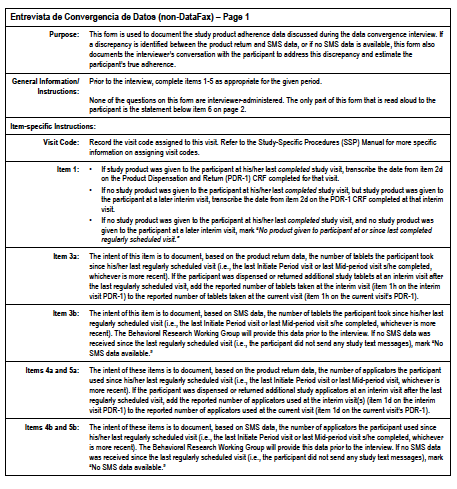 Entrevista de Convergencia de Datos (non-DataFax) – Page 1
Purpose: This form is used to document the study product adherence data discussed during the data convergence interview. If
a discrepancy is identified between the product return and SMS data, or if no SMS data is available, this form also
documents the interviewer's conversation with the participant to address this discrepancy and estimate the
participant's true adherence.
General Information/
Instructions:
Prior to the interview, complete items 1-5 as appropriate for the given period.
None of the questions on this form are interviewer-administered. The only part of this form that is read aloud to the
participant is the statement below item 6 on page 2.
Item-specific Instructions:
Visit Code: Record the visit code assigned to this visit. Refer to the Study-Specific Procedures (SSP) Manual for more specific
information on assigning visit codes.
Item 1: • If study product was given to the participant at his/her last completed study visit, transcribe the date from item 2d
on the Product Dispensation and Return (PDR-1) CRF completed for that visit.
• If no study product was given to the participant at his/her last completed study visit, but study product was given to
the participant at a later interim visit, transcribe the date from item 2d on the PDR-1 CRF completed at that interim
visit.
• If no study product was given to the participant at his/her last completed study visit, and no study product was
given to the participant at a later interim visit, mark "No product given to participant at or since last completed
regularly scheduled visit."
Item 3a: The intent of this item is to document, based on the product return data, the number of tablets the participant took
since his/her last regularly scheduled visit (i.e., the last Initiate Period visit or last Mid-period visit s/he completed,
whichever is more recent). If the participant was dispensed or returned additional study tablets at an interim visit after
the last regularly scheduled visit, add the reported number of tablets taken at the interim visit (item 1h on the interim
visit PDR-1) to the reported number of tablets taken at the current visit (item 1h on the current visit's PDR-1).
Item 3b: The intent of this item is to document, based on SMS data, the number of tablets the participant took since his/her last
regularly scheduled visit (i.e., the last Initiate Period visit or last Mid-period visit s/he completed, whichever is more
recent). The Behavioral Research Working Group will provide this data prior to the interview. If no SMS data was
received since the last regularly scheduled visit (i.e., the participant did not send any study text messages), mark "No
SMS data available."
Items 4a and 5a: The intent of these items is to document, based on the product return data, the number of applicators the participant
used since his/her last regularly scheduled visit (i.e., the last Initiate Period visit or last Mid-period visit, whichever is
more recent). If the participant was dispensed or returned additional study applicators at an interim visit after the last
regularly scheduled visit, add the reported number of applicators used at the interim visit(s) (item 1d on the interim
visit PDR-1) to the reported number of applicators used at the current visit (item 1d on the current visit's PDR-1).
Items 4b and 5b: The intent of these items is to document, based on SMS data, the number of applicators the participant used since
his/her last regularly scheduled visit (i.e., the last Initiate Period visit or last Mid-period visit s/he completed, whichever
is more recent). The Behavioral Research Working Group will provide this data prior to the interview. If no SMS data
was received since the last regularly scheduled visit (i.e., the participant did not send any study text messages), mark
"No SMS data available."